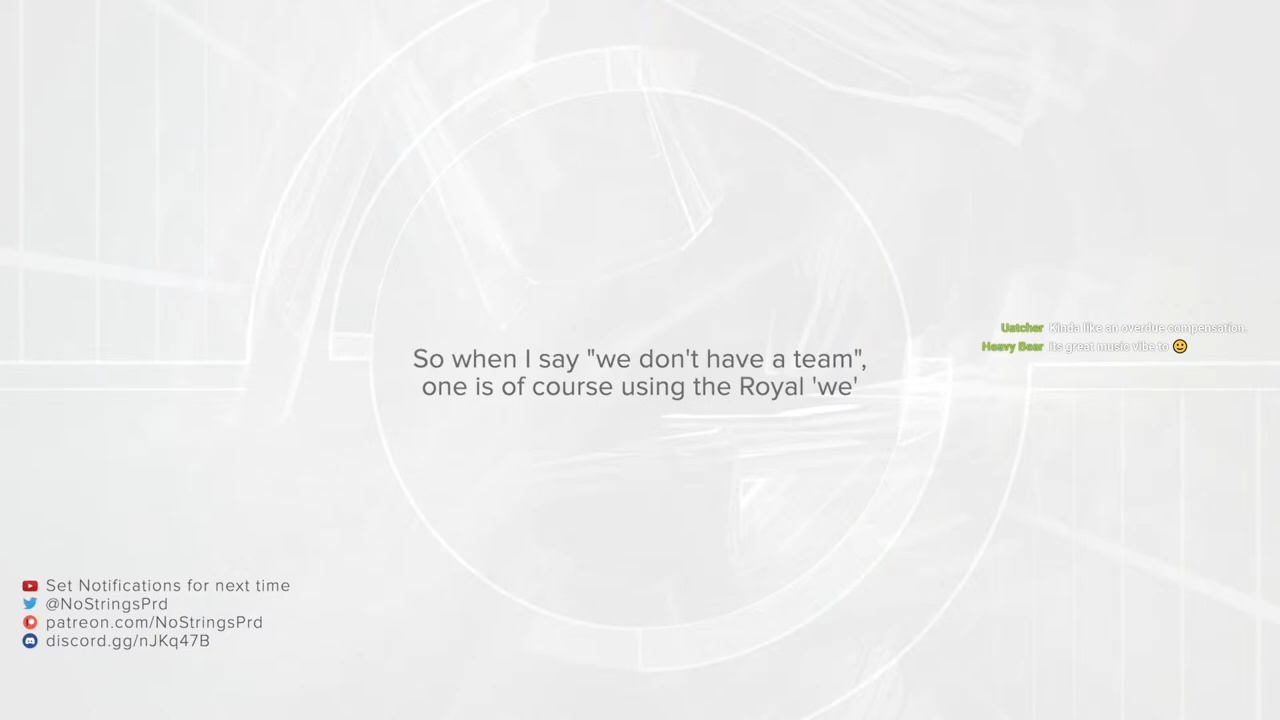 Uatcher Kinda like an overdue compensation.
Heavy Bear its great music vibe to 🙂
So when I say "we don't have a team",
one is of course using the Royal 'we'
Set Notifications for next time
@NoStringsPrd
patreon.com/NoStringsPrd
discord.gg/nJKq47B